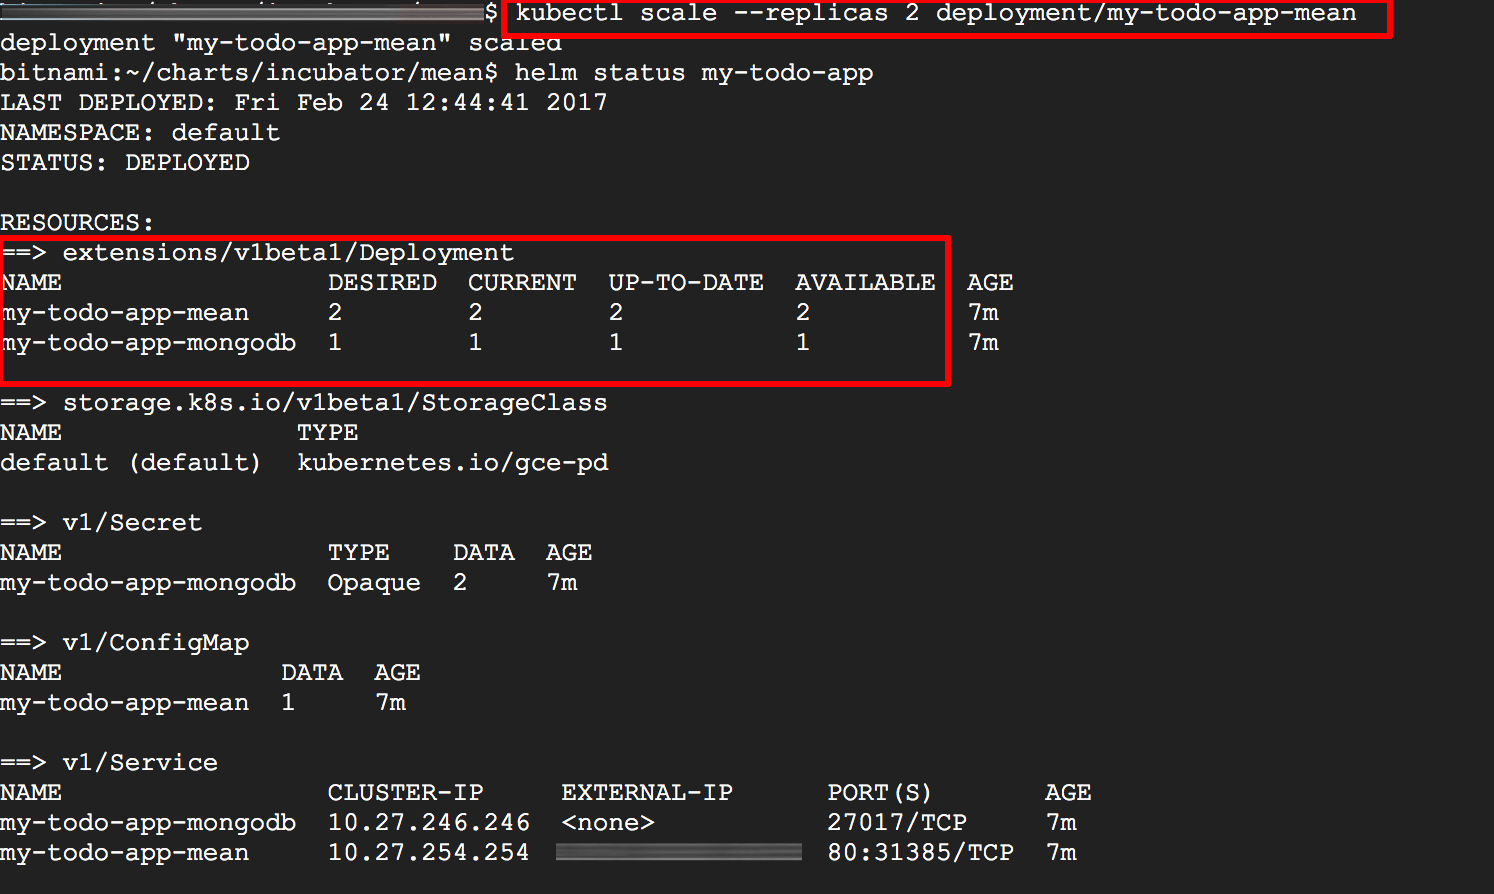 $ kubectl scale --replicas 2 deployment/my-todo-app-mean
deployment "my-todo-app-mean" scaled
bitnami:~/charts/incubator/mean$ helm status my-todo-app
LAST DEPLOYED: Fri Feb 24 12:44:41 2017
NAMESPACE: default
STATUS: DEPLOYED
RESOURCES:
==> extensions/v1beta1/Deployment
NAME DESIRED CURRENT UP-TO-DATE AVAILABLE AGE
my-todo-app-mean 2 2 2 2 7m
my-todo-app-mongodb 1 1 1 1 7m
==> storage.k8s.io/v1beta1/StorageClass
NAME TYPE
default (default) kubernetes.io/gce-pd
==> v1/Secret
NAME TYPE DATA AGE
my-todo-app-mongodb Opaque 2 7m
==> v1/ConfigMap
NAME DATA AGE
my-todo-app-mean 1 7m
==> v1/Service
NAME CLUSTER-IP EXTERNAL-IP PORT(S) AGE
my-todo-app-mongodb 10.27.246.246 <none> 27017/TCP 7m
my-todo-app-mean 10.27.254.254 80:31385/TCP 7m